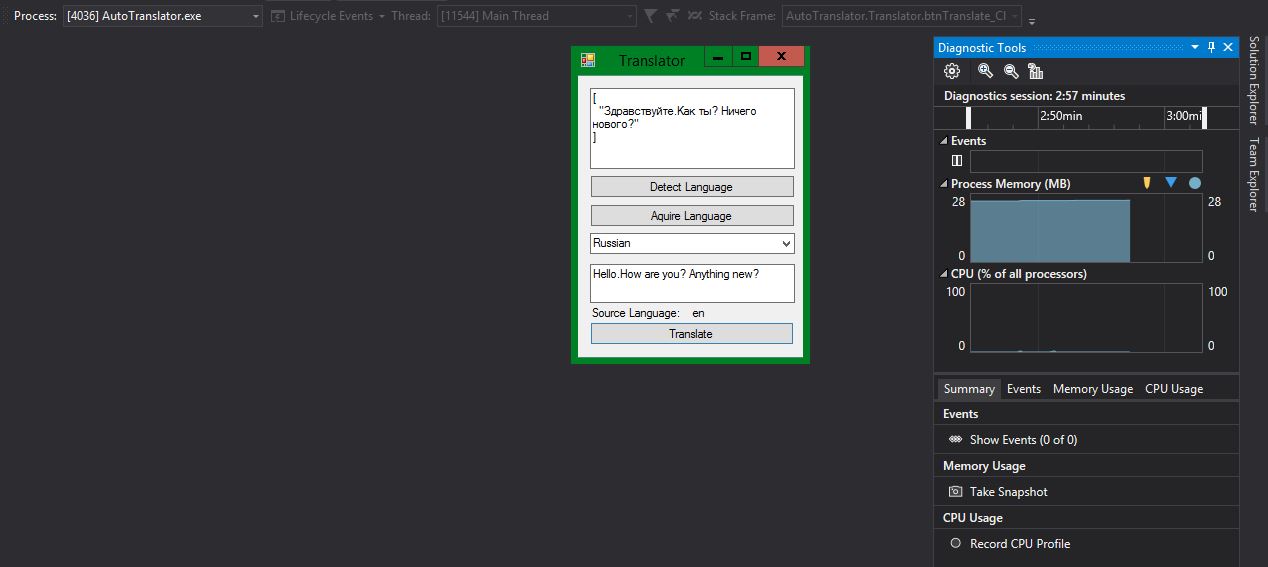 Process: [4036] AutoTranslator.exe Lifecycle Events Thread: [11544] Main Thread Stack Frame: AutoTranslator.Translator.btnTranslate_Cl
Translator
[
"Здравствуйте.Как ты? Ничего
нового?"
]
Detect Language
Aquire Language
Russian
Hello.How are you? Anything new?
Source Language: en
Translate
Diagnostic Tools
Diagnostics session: 2:57 minutes
2:50min 3:00mi
Events
Process Memory (MB)
28 28
0 0
CPU (% of all processors)
100 100
0 0
Summary Events Memory Usage CPU Usage
Events
Show Events (0 of 0)
Memory Usage
Take Snapshot
CPU Usage
Record CPU Profile
Solution Explorer
Team Explorer